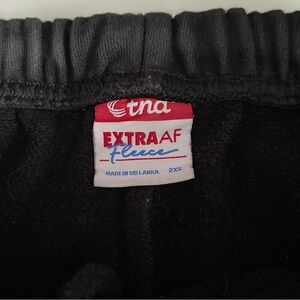 tna
EXTRA AF
Fleece
MADE IN SRI LANKA 2XS